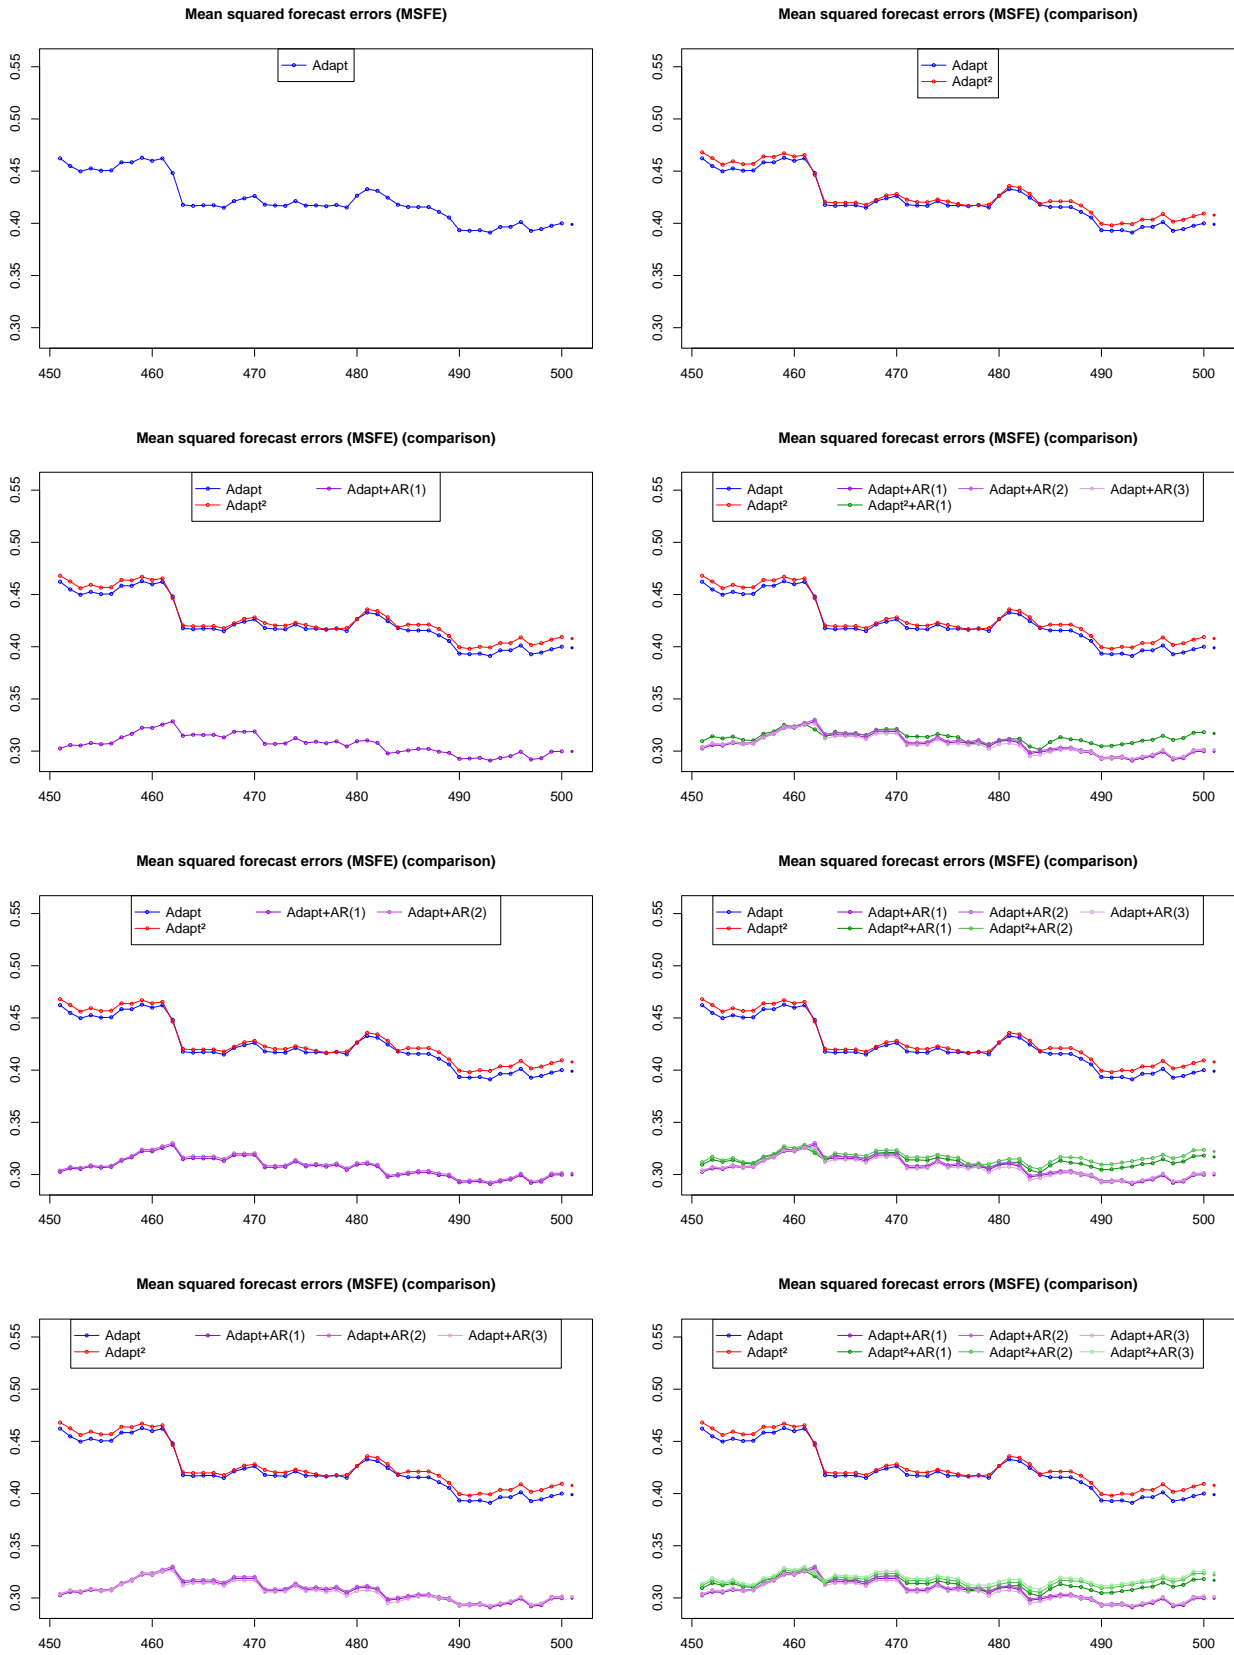 Mean squared forecast errors (MSFE)
Adapt
0.30 0.35 0.40 0.45 0.50 0.55
450 460 470 480 490 500
Mean squared forecast errors (MSFE) (comparison)
Adapt
Adapt²
0.30 0.35 0.40 0.45 0.50 0.55
450 460 470 480 490 500
Mean squared forecast errors (MSFE) (comparison)
Adapt Adapt+AR(1)
Adapt²
0.30 0.35 0.40 0.45 0.50 0.55
450 460 470 480 490 500
Mean squared forecast errors (MSFE) (comparison)
Adapt Adapt+AR(1) Adapt+AR(2) Adapt+AR(3)
Adapt² Adapt²+AR(1)
0.30 0.35 0.40 0.45 0.50 0.55
450 460 470 480 490 500
Mean squared forecast errors (MSFE) (comparison)
Adapt Adapt+AR(1) Adapt+AR(2)
Adapt²
0.30 0.35 0.40 0.45 0.50 0.55
450 460 470 480 490 500
Mean squared forecast errors (MSFE) (comparison)
Adapt Adapt+AR(1) Adapt+AR(2) Adapt+AR(3)
Adapt² Adapt²+AR(1) Adapt²+AR(2)
0.30 0.35 0.40 0.45 0.50 0.55
450 460 470 480 490 500
Mean squared forecast errors (MSFE) (comparison)
Adapt Adapt+AR(1) Adapt+AR(2) Adapt+AR(3)
Adapt²
0.30 0.35 0.40 0.45 0.50 0.55
450 460 470 480 490 500
Mean squared forecast errors (MSFE) (comparison)
Adapt Adapt+AR(1) Adapt+AR(2) Adapt+AR(3)
Adapt² Adapt²+AR(1) Adapt²+AR(2) Adapt²+AR(3)
0.30 0.35 0.40 0.45 0.50 0.55
450 460 470 480 490 500